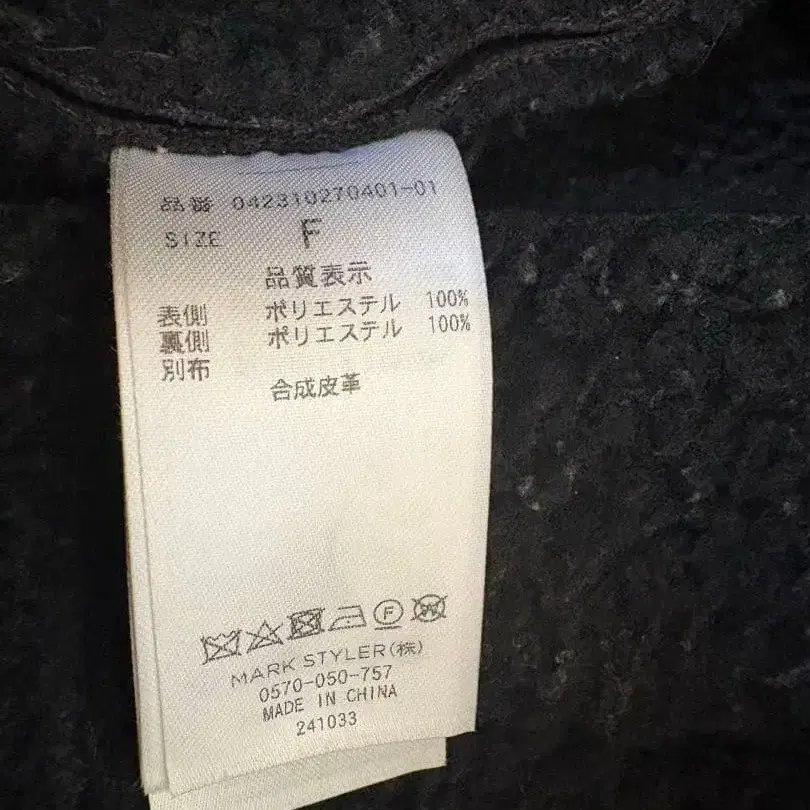 品番 042310270401-01
SIZE F
品質表示
表側 ポリエステル 100%
裏側 ポリエステル 100%
別布
合成皮革
MARK STYLER(株)
0570-050-757
MADE IN CHINA
241033